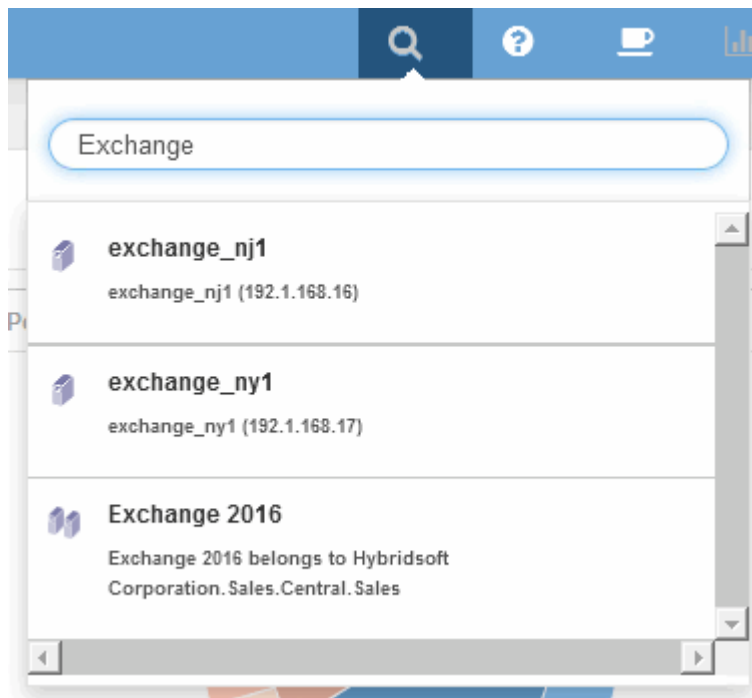 Exchange
exchange_nj1
exchange_nj1 (192.1.168.16)
exchange_ny1
exchange_ny1 (192.1.168.17)
Exchange 2016
Exchange 2016 belongs to Hybridsoft
Corporation.Sales.Central.Sales